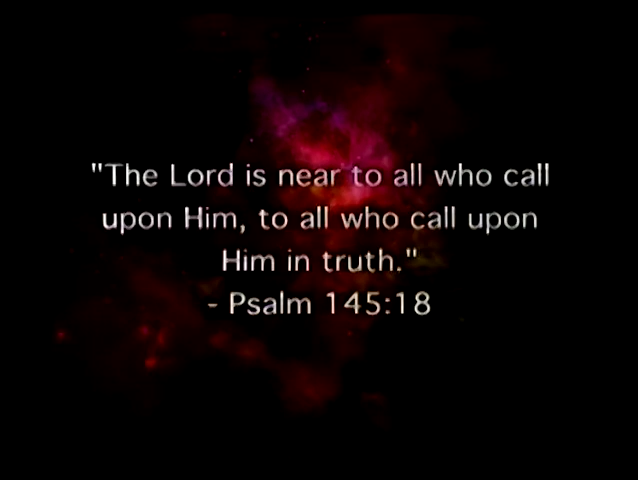 "The Lord is near to all who call
upon Him, to all who call upon
Him in truth."
- Psalm 145:18